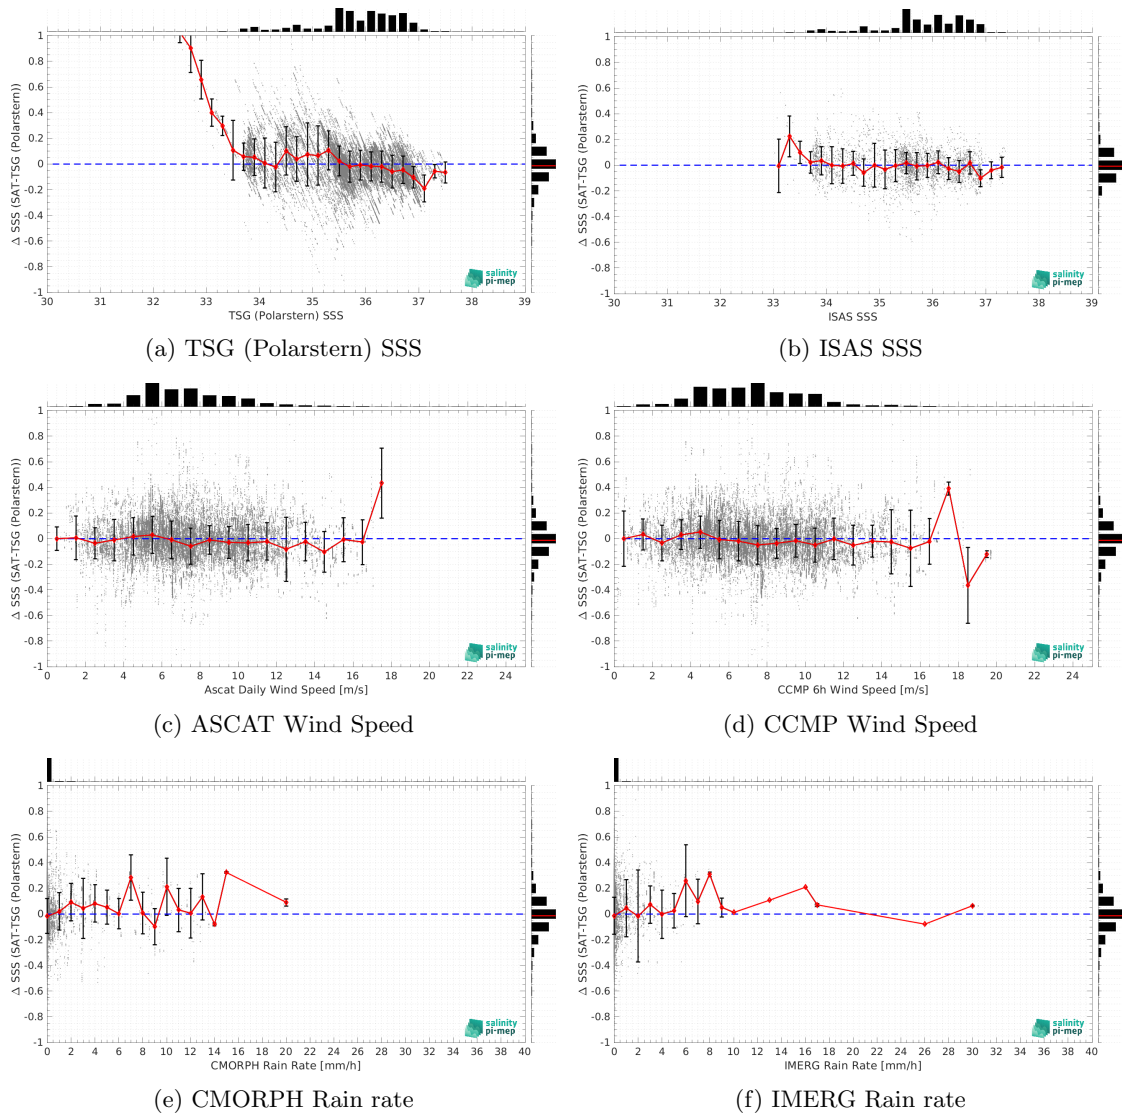 1
0.8
0.6
0.4
0.2
0
-0.2
-0.4
-0.6
-0.8
-1
Δ SSS (SAT-TSG (Polarstern))
30 31 32 33 34 35 36 37 38 39
TSG (Polarstern) SSS
salinity
pi-mep
(a) TSG (Polarstern) SSS
1
0.8
0.6
0.4
0.2
0
-0.2
-0.4
-0.6
-0.8
-1
Δ SSS (SAT-TSG (Polarstern))
30 31 32 33 34 35 36 37 38 39
ISAS SSS
salinity
pi-mep
(b) ISAS SSS
1
0.8
0.6
0.4
0.2
0
-0.2
-0.4
-0.6
-0.8
-1
Δ SSS (SAT-TSG (Polarstern))
0 2 4 6 8 10 12 14 16 18 20 22 24
Ascat Daily Wind Speed [m/s]
salinity
pi-mep
(c) ASCAT Wind Speed
1
0.8
0.6
0.4
0.2
0
-0.2
-0.4
-0.6
-0.8
-1
Δ SSS (SAT-TSG (Polarstern))
0 2 4 6 8 10 12 14 16 18 20 22 24
CCMP 6h Wind Speed [m/s]
salinity
pi-mep
(d) CCMP Wind Speed
1
0.8
0.6
0.4
0.2
0
-0.2
-0.4
-0.6
-0.8
-1
Δ SSS (SAT-TSG (Polarstern))
0 2 4 6 8 10 12 14 16 18 20 22 24 26 28 30 32 34 36 38 40
CMORPH Rain Rate [mm/h]
salinity
pi-mep
(e) CMORPH Rain rate
1
0.8
0.6
0.4
0.2
0
-0.2
-0.4
-0.6
-0.8
-1
Δ SSS (SAT-TSG (Polarstern))
0 2 4 6 8 10 12 14 16 18 20 22 24 26 28 30 32 34 36 38 40
IMERG Rain Rate [mm/h]
salinity
pi-mep
(f) IMERG Rain rate